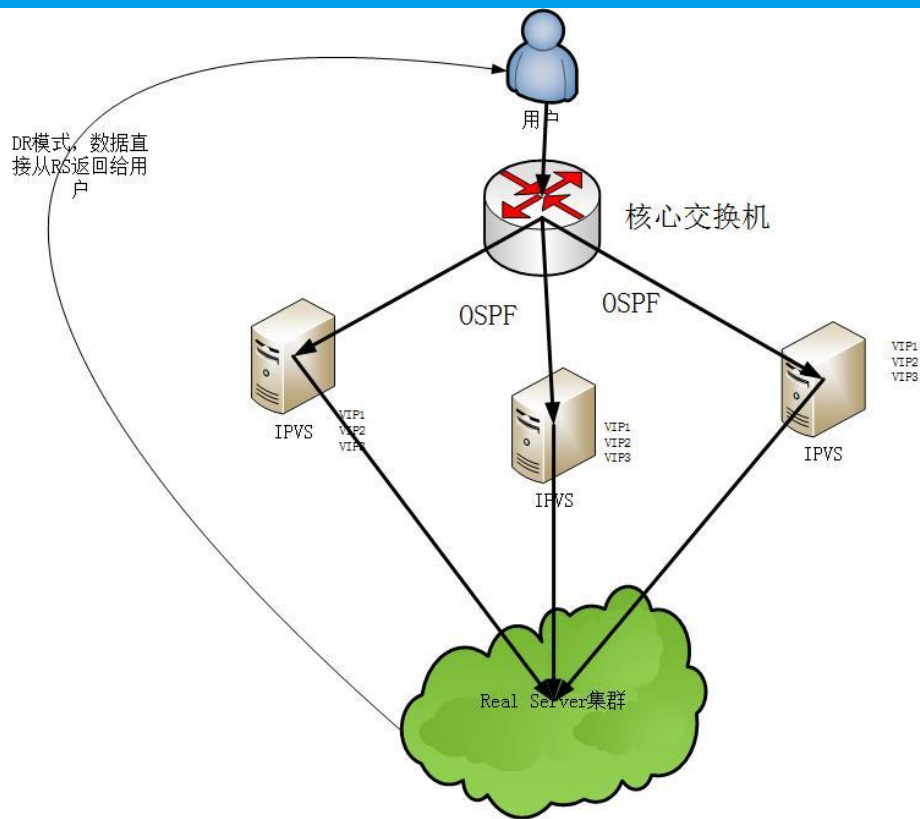 用户
DR模式，数据直
接从RS返回给用
户
核心交换机
OSPF
OSPF
VIP1
VIP2
VIP3
IPVS
VIP1
VIP2
VIP3
IPVS
VIP1
VIP2
VIP3
IPVS
Real Server集群